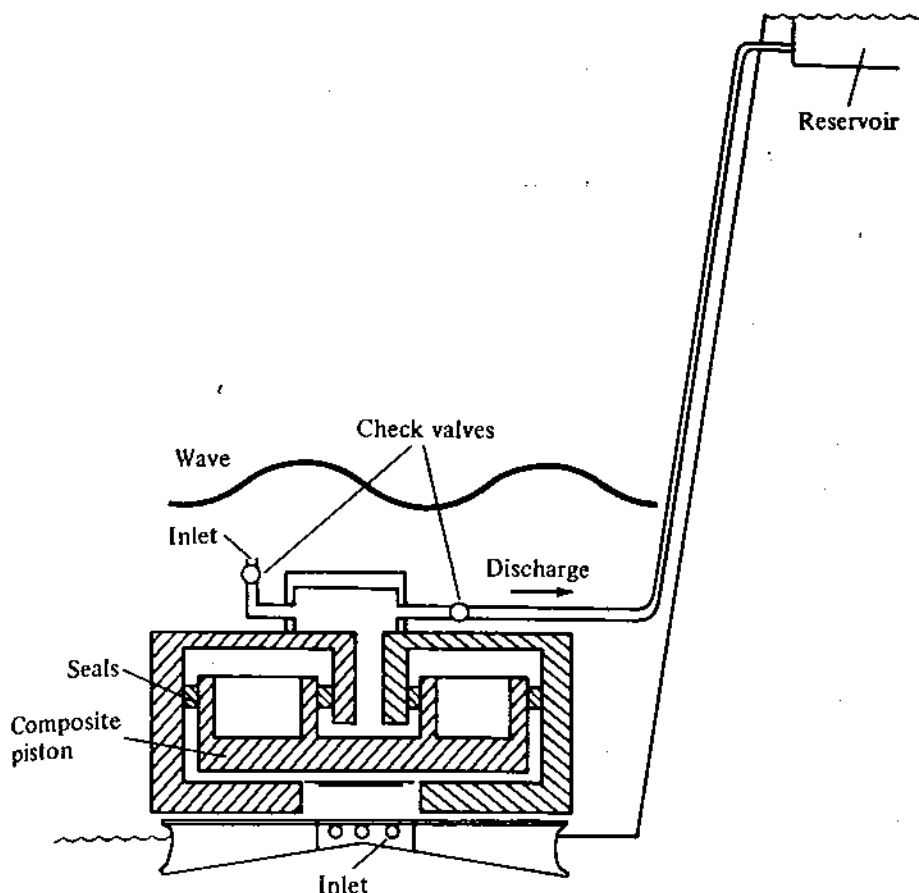 Reservoir
Check valves
Wave
Inlet
Discharge
Seals
Composite
piston
Inlet